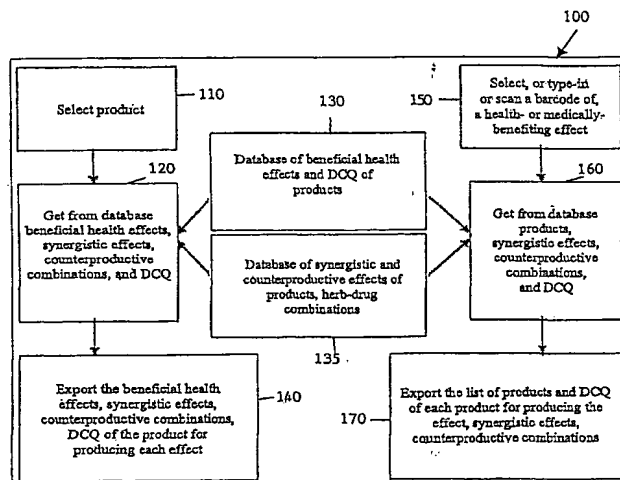 100
Select product
110
130
150
Select, or type-in
or scan a barcode of,
a health- or medically-
benefiting effect
120
Database of beneficial health
effects and DCQ of
products
160
Get from database
beneficial health effects,
synergistic effects,
counterproductive
combinations, and DCQ
Database of synergistic and
counterproductive effects of
products, herb-drug
combinations
Get from database
products,
synergistic effects,
counterproductive
combinations,
and DCQ
135
Export the beneficial health
effects, synergistic effects,
counterproductive combinations,
DCQ of the product for
producing each effect
140
170
Export the list of products and DCQ
of each product for producing the
effect, synergistic effects,
counterproductive combinations